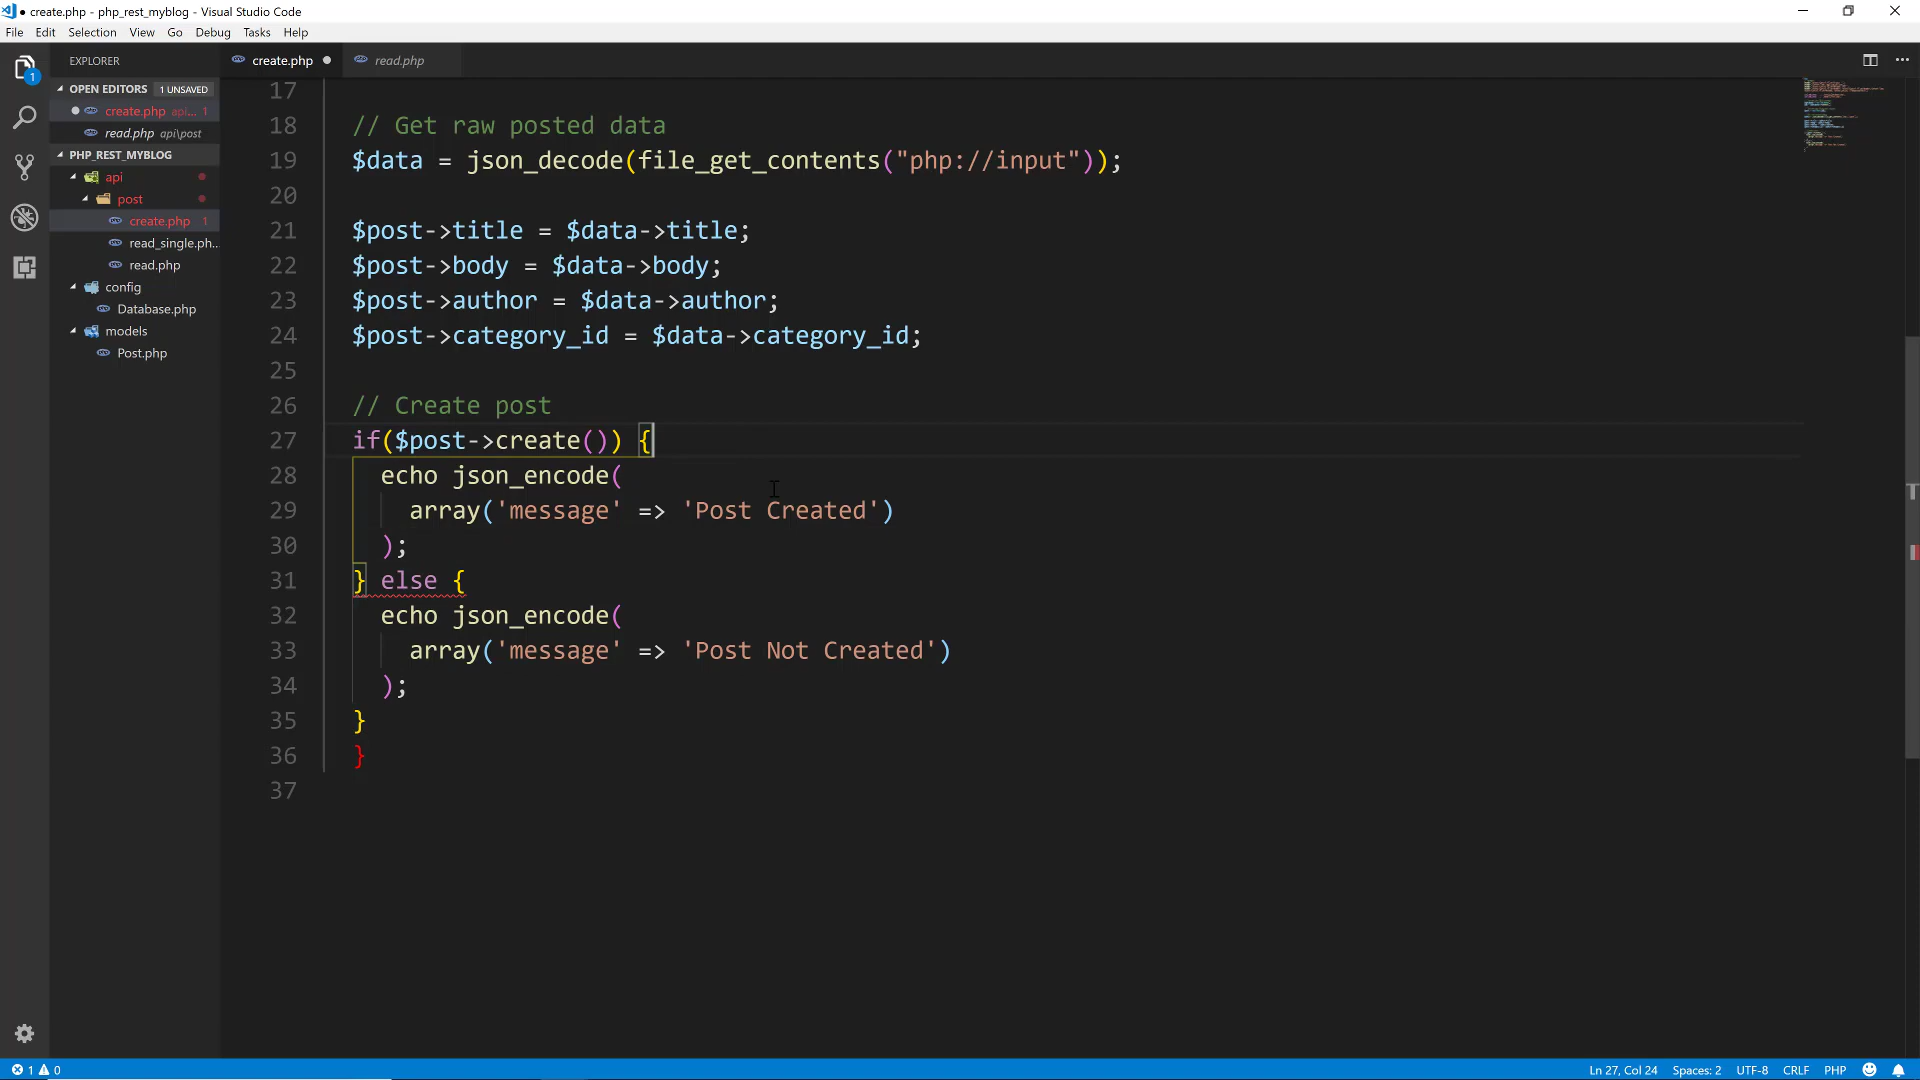 create.php - php_rest_myblog - Visual Studio Code
File Edit Selection View Go Debug Tasks Help
EXPLORER
OPEN EDITORS 1 UNSAVED
create.php api... 1
read.php api\post
PHP_REST_MYBLOG
api
post
create.php 1
read_single.ph...
read.php
config
Database.php
models
Post.php
1
create.php read.php
17
18 // Get raw posted data
19 $data = json_decode(file_get_contents("php://input"));
20
21 $post->title = $data->title;
22 $post->body = $data->body;
23 $post->author = $data->author;
24 $post->category_id = $data->category_id;
25
26 // Create post
27 if($post->create()) {
28 echo json_encode(
29 array('message' => 'Post Created')
30 );
31 } else {
32 echo json_encode(
33 array('message' => 'Post Not Created')
34 );
35 }
36 }
37
1 0 Ln 27, Col 24 Spaces: 2 UTF-8 CRLF PHP